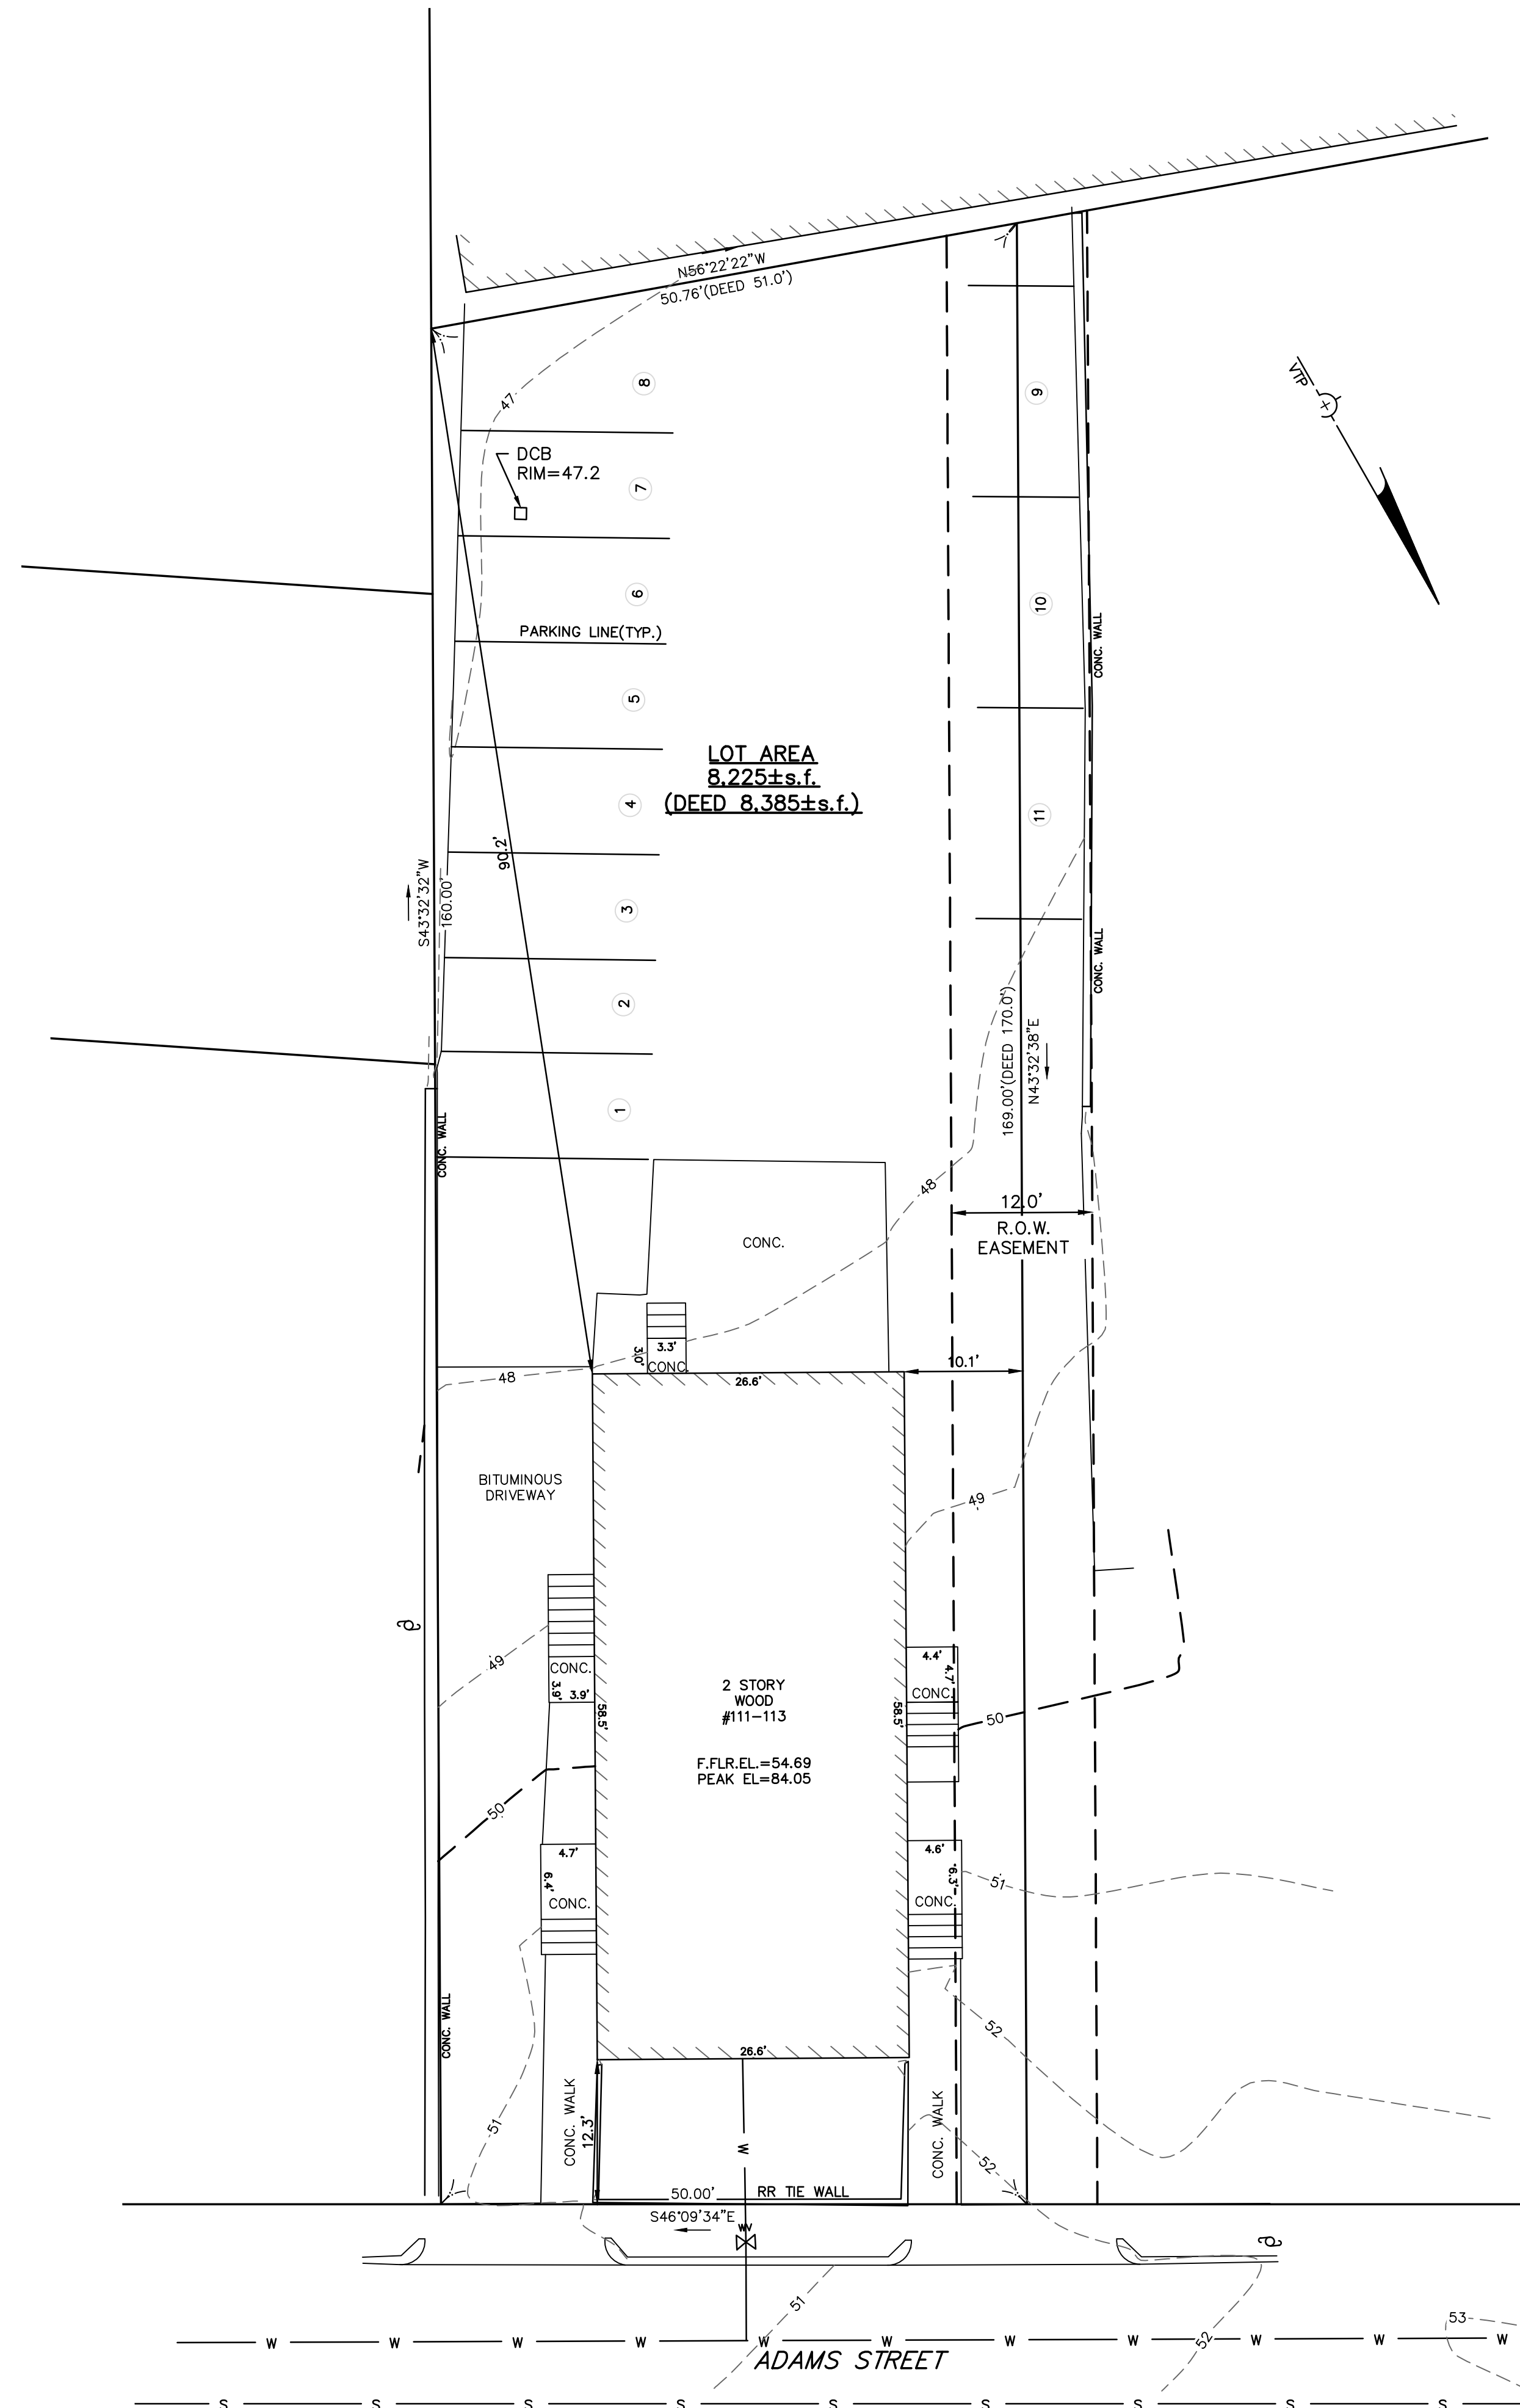 N56°22'22"W
50.76'(DEED 51.0')
VTP
8
9
47
DCB
RIM=47.2
7
6
10
PARKING LINE(TYP.)
CONC. WALL
5
LOT AREA
8,225±s.f.
(DEED 8,385±s.f.)
4
11
90.2'
S43°32'32"W
160.00'
3
CONC. WALL
2
169.00'(DEED 170.0')
N43°32'38"E
1
CONC. WALL
48
12.0'
R.O.W.
EASEMENT
CONC.
3.0'
3.3'
CONC.
10.1'
48
26.6'
BITUMINOUS
DRIVEWAY
49
49
CONC.
3.9'
3.9'
58.5'
2 STORY
WOOD
#111-113
58.5'
4.4'
4.7'
CONC.
50
F.FLR.EL.=54.69
PEAK EL=84.05
50
4.7'
6.4'
CONC.
4.6'
6.3'
CONC.
51
CONC. WALL
52
26.6'
CONC. WALK
12.3'
51
W
CONC. WALK
52
50.00'
RR TIE WALL
S46°09'34"E
WV
51
53
52
W W W W W W W W W W W
ADAMS STREET
S S S S S S S S S